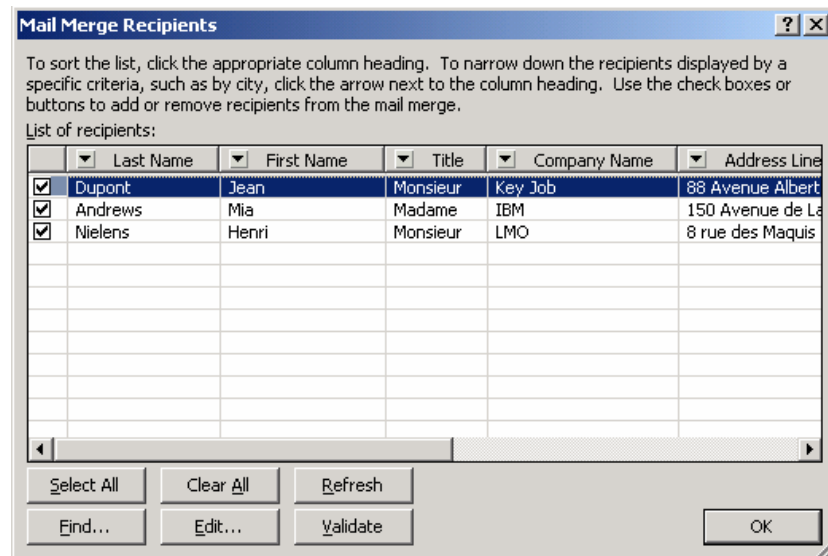 Mail Merge Recipients
To sort the list, click the appropriate column heading. To narrow down the recipients displayed by a
specific criteria, such as by city, click the arrow next to the column heading. Use the check boxes or
buttons to add or remove recipients from the mail merge.
List of recipients:
Last Name First Name Title Company Name Address Line
Dupont Jean Monsieur Key Job 88 Avenue Albert
Andrews Mia Madame IBM 150 Avenue de La
Nielens Henri Monsieur LMO 8 rue des Maquis
Select All Clear All Refresh
Find... Edit... Validate OK